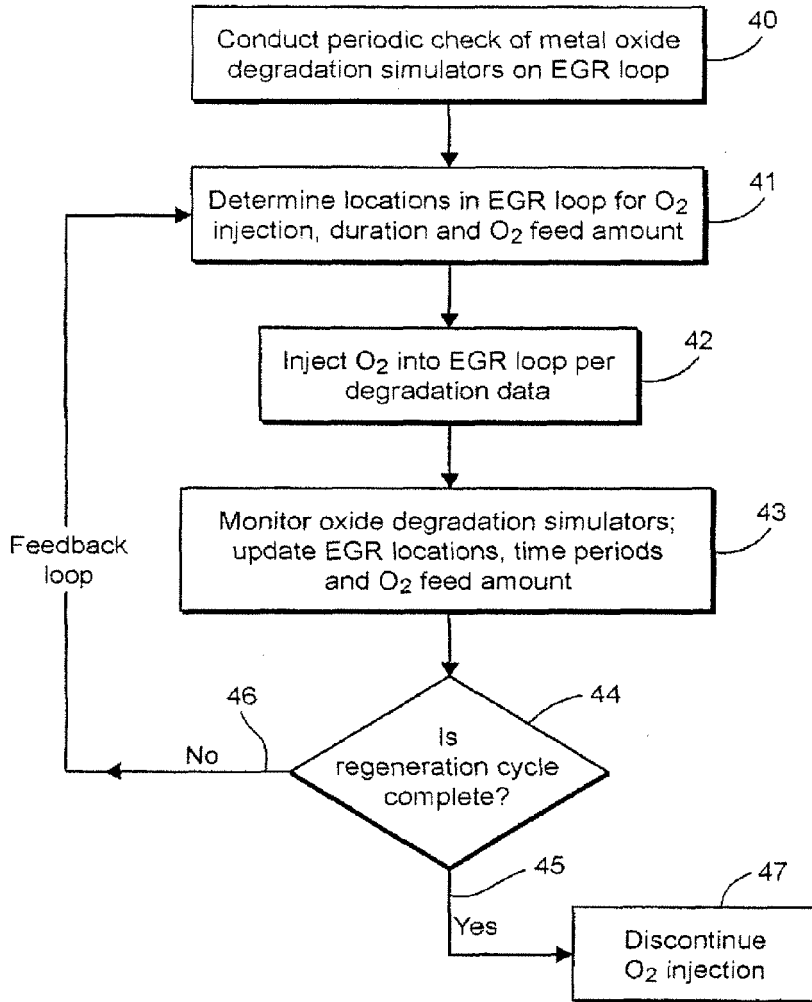 40
Conduct periodic check of metal oxide
degradation simulators on EGR loop
41
Determine locations in EGR loop for O2
injection, duration and O2 feed amount
42
Inject O2 into EGR loop per
degradation data
43
Monitor oxide degradation simulators;
update EGR locations, time periods
and O2 feed amount
Feedback
loop
44
46
No
Is
regeneration cycle
complete?
45
Yes
47
Discontinue
O2 injection